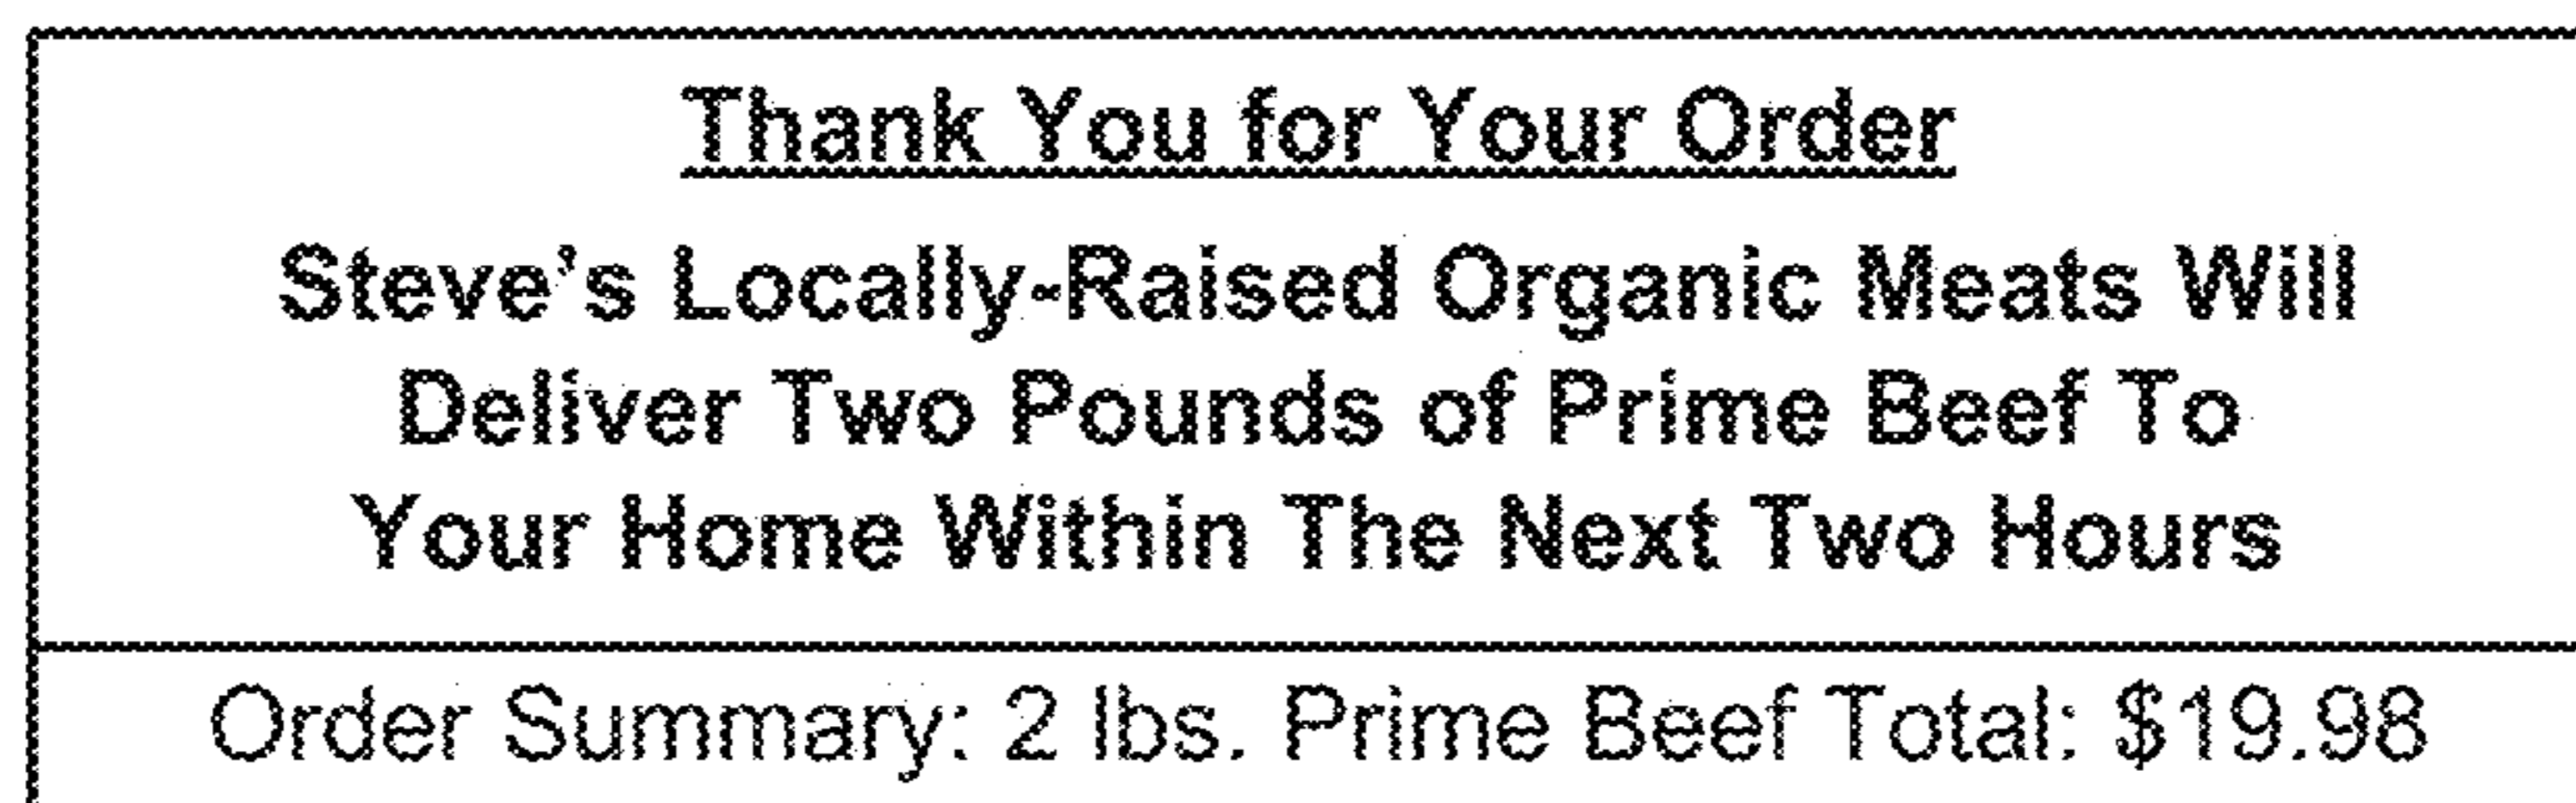 Thank You for Your Order
Steve's Locally-Raised Organic Meats Will
Deliver Two Pounds of Prime Beef To
Your Home Within The Next Two Hours
Order Summary: 2 lbs. Prime Beef Total: $19.98